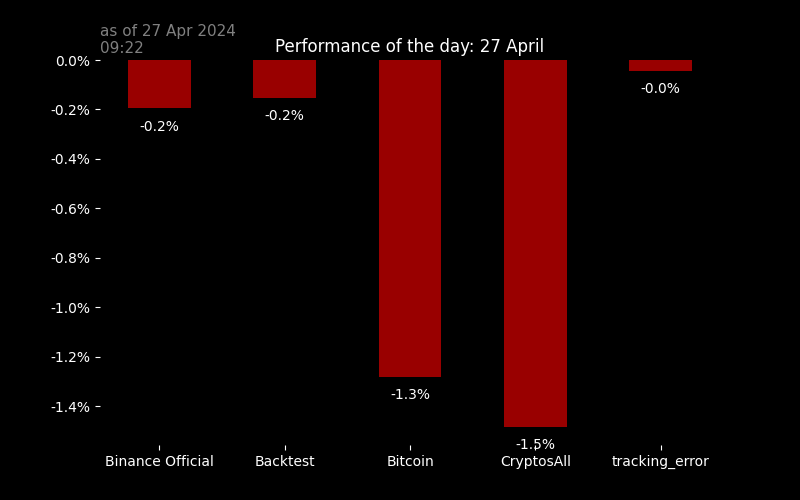 as of 27 Apr 2024
09:22
Performance of the day: 27 April
0.0%
-0.2%
-0.4%
-0.6%
-0.8%
-1.0%
-1.2%
-1.4%
-0.2%
-0.2%
-1.3%
-1.5%
-0.0%
Binance Official
Backtest
Bitcoin
CryptosAll
tracking_error